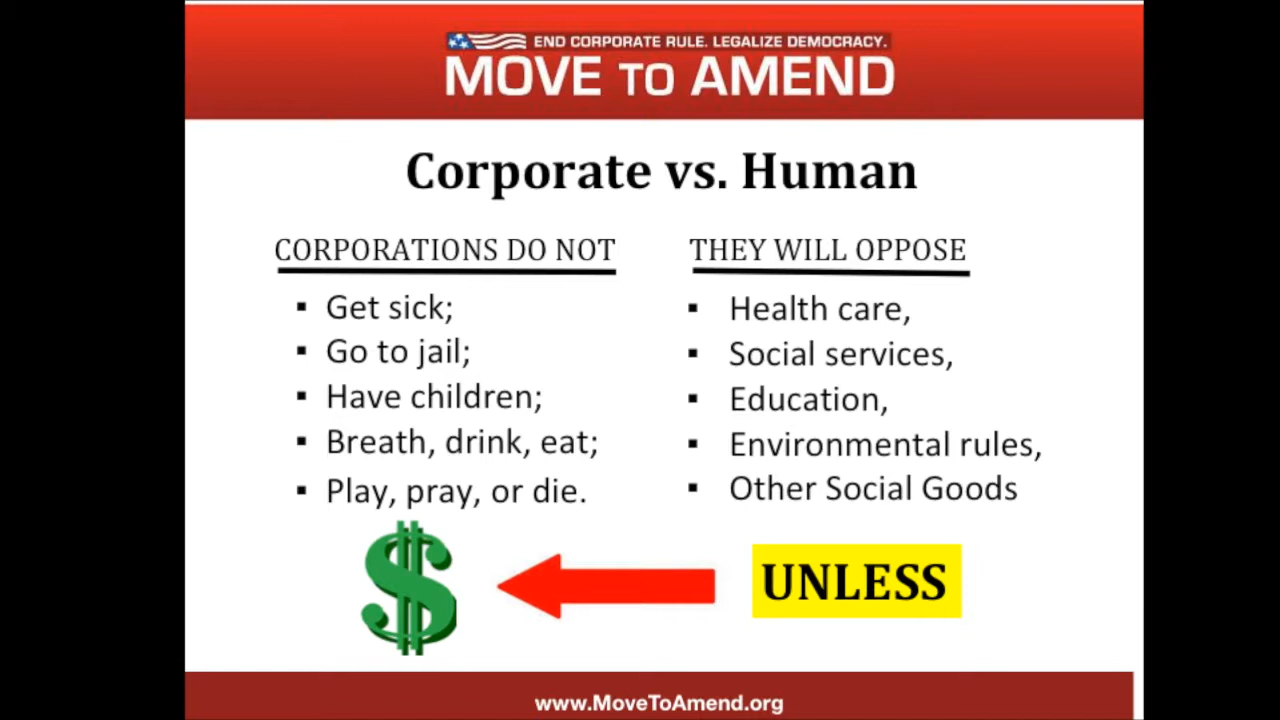 END CORPORATE RULE. LEGALIZE DEMOCRACY.
MOVE TO AMEND
Corporate vs. Human
CORPORATIONS DO NOT
▪ Get sick;
▪ Go to jail;
▪ Have children;
▪ Breath, drink, eat;
▪ Play, pray, or die.
THEY WILL OPPOSE
▪ Health care,
▪ Social services,
▪ Education,
▪ Environmental rules,
▪ Other Social Goods
$
UNLESS
www.MoveToAmend.org